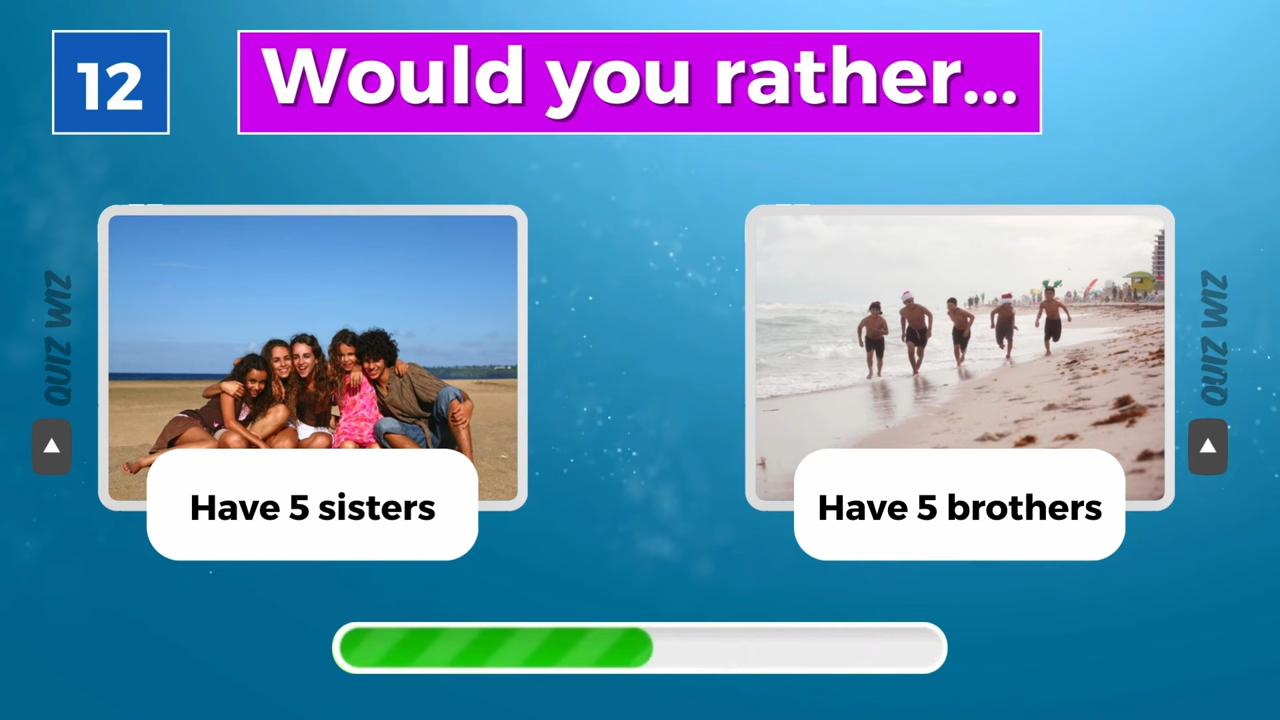 12
Would you rather...
QUIZ WIZ
QUIZ WIZ
Have 5 sisters
Have 5 brothers